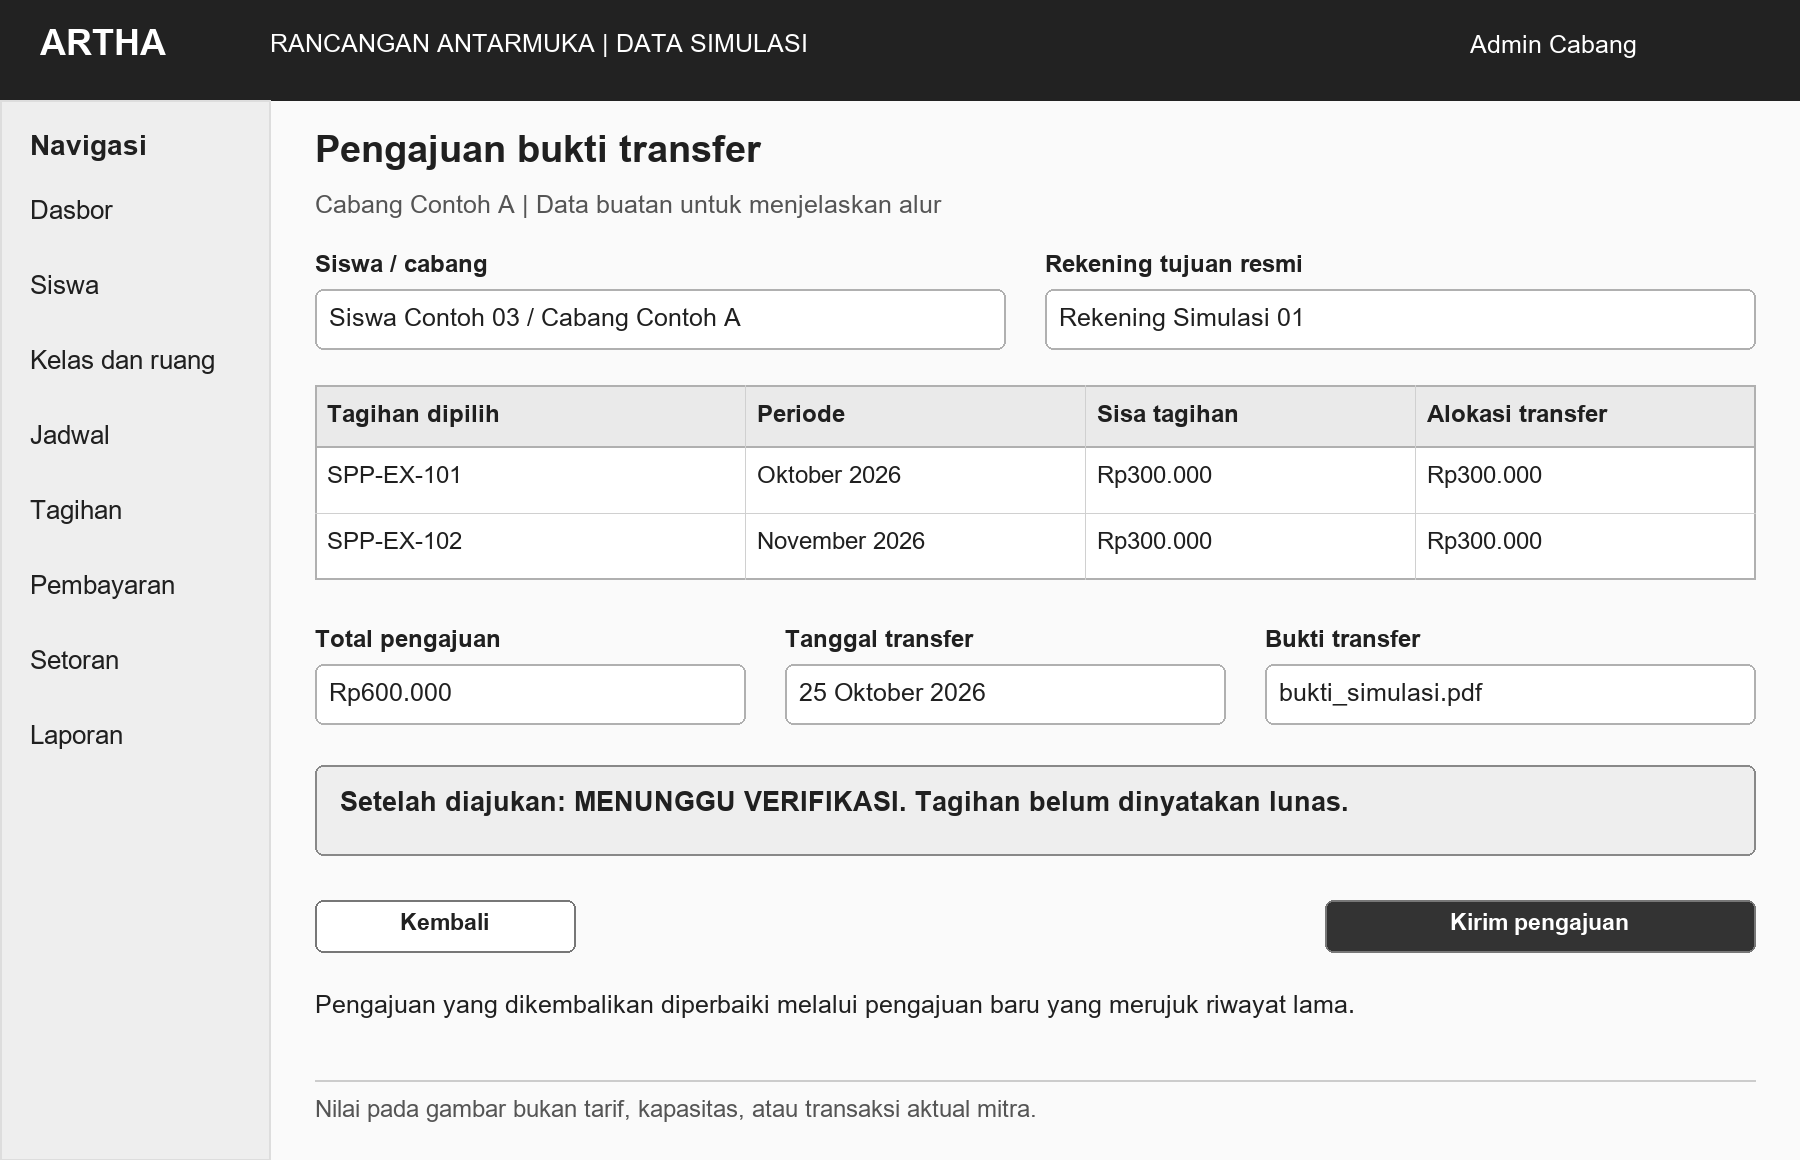 ARTHA
RANCANGAN ANTARMUKA | DATA SIMULASI
Admin Cabang
Navigasi
Dasbor
Siswa
Kelas dan ruang
Jadwal
Tagihan
Pembayaran
Setoran
Laporan
Pengajuan bukti transfer
Cabang Contoh A | Data buatan untuk menjelaskan alur
Siswa / cabang
Siswa Contoh 03 / Cabang Contoh A
Rekening tujuan resmi
Rekening Simulasi 01
Tagihan dipilih Periode Sisa tagihan Alokasi transfer
SPP-EX-101 Oktober 2026 Rp300.000 Rp300.000
SPP-EX-102 November 2026 Rp300.000 Rp300.000
Total pengajuan
Rp600.000
Tanggal transfer
25 Oktober 2026
Bukti transfer
bukti_simulasi.pdf
Setelah diajukan: MENUNGGU VERIFIKASI. Tagihan belum dinyatakan lunas.
Kembali
Kirim pengajuan
Pengajuan yang dikembalikan diperbaiki melalui pengajuan baru yang merujuk riwayat lama.
Nilai pada gambar bukan tarif, kapasitas, atau transaksi aktual mitra.